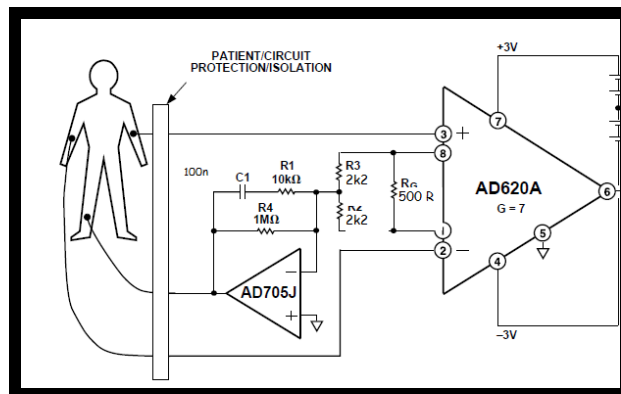 +3V
PATIENT/CIRCUIT
PROTECTION/ISOLATION
7
3 +
8
100n
C1
R1
10kΩ
R3
2k2
R4
1MΩ
2k2
500 R
AD620A
G = 7
6
5
2 −
4
−
AD705J
+
−3V